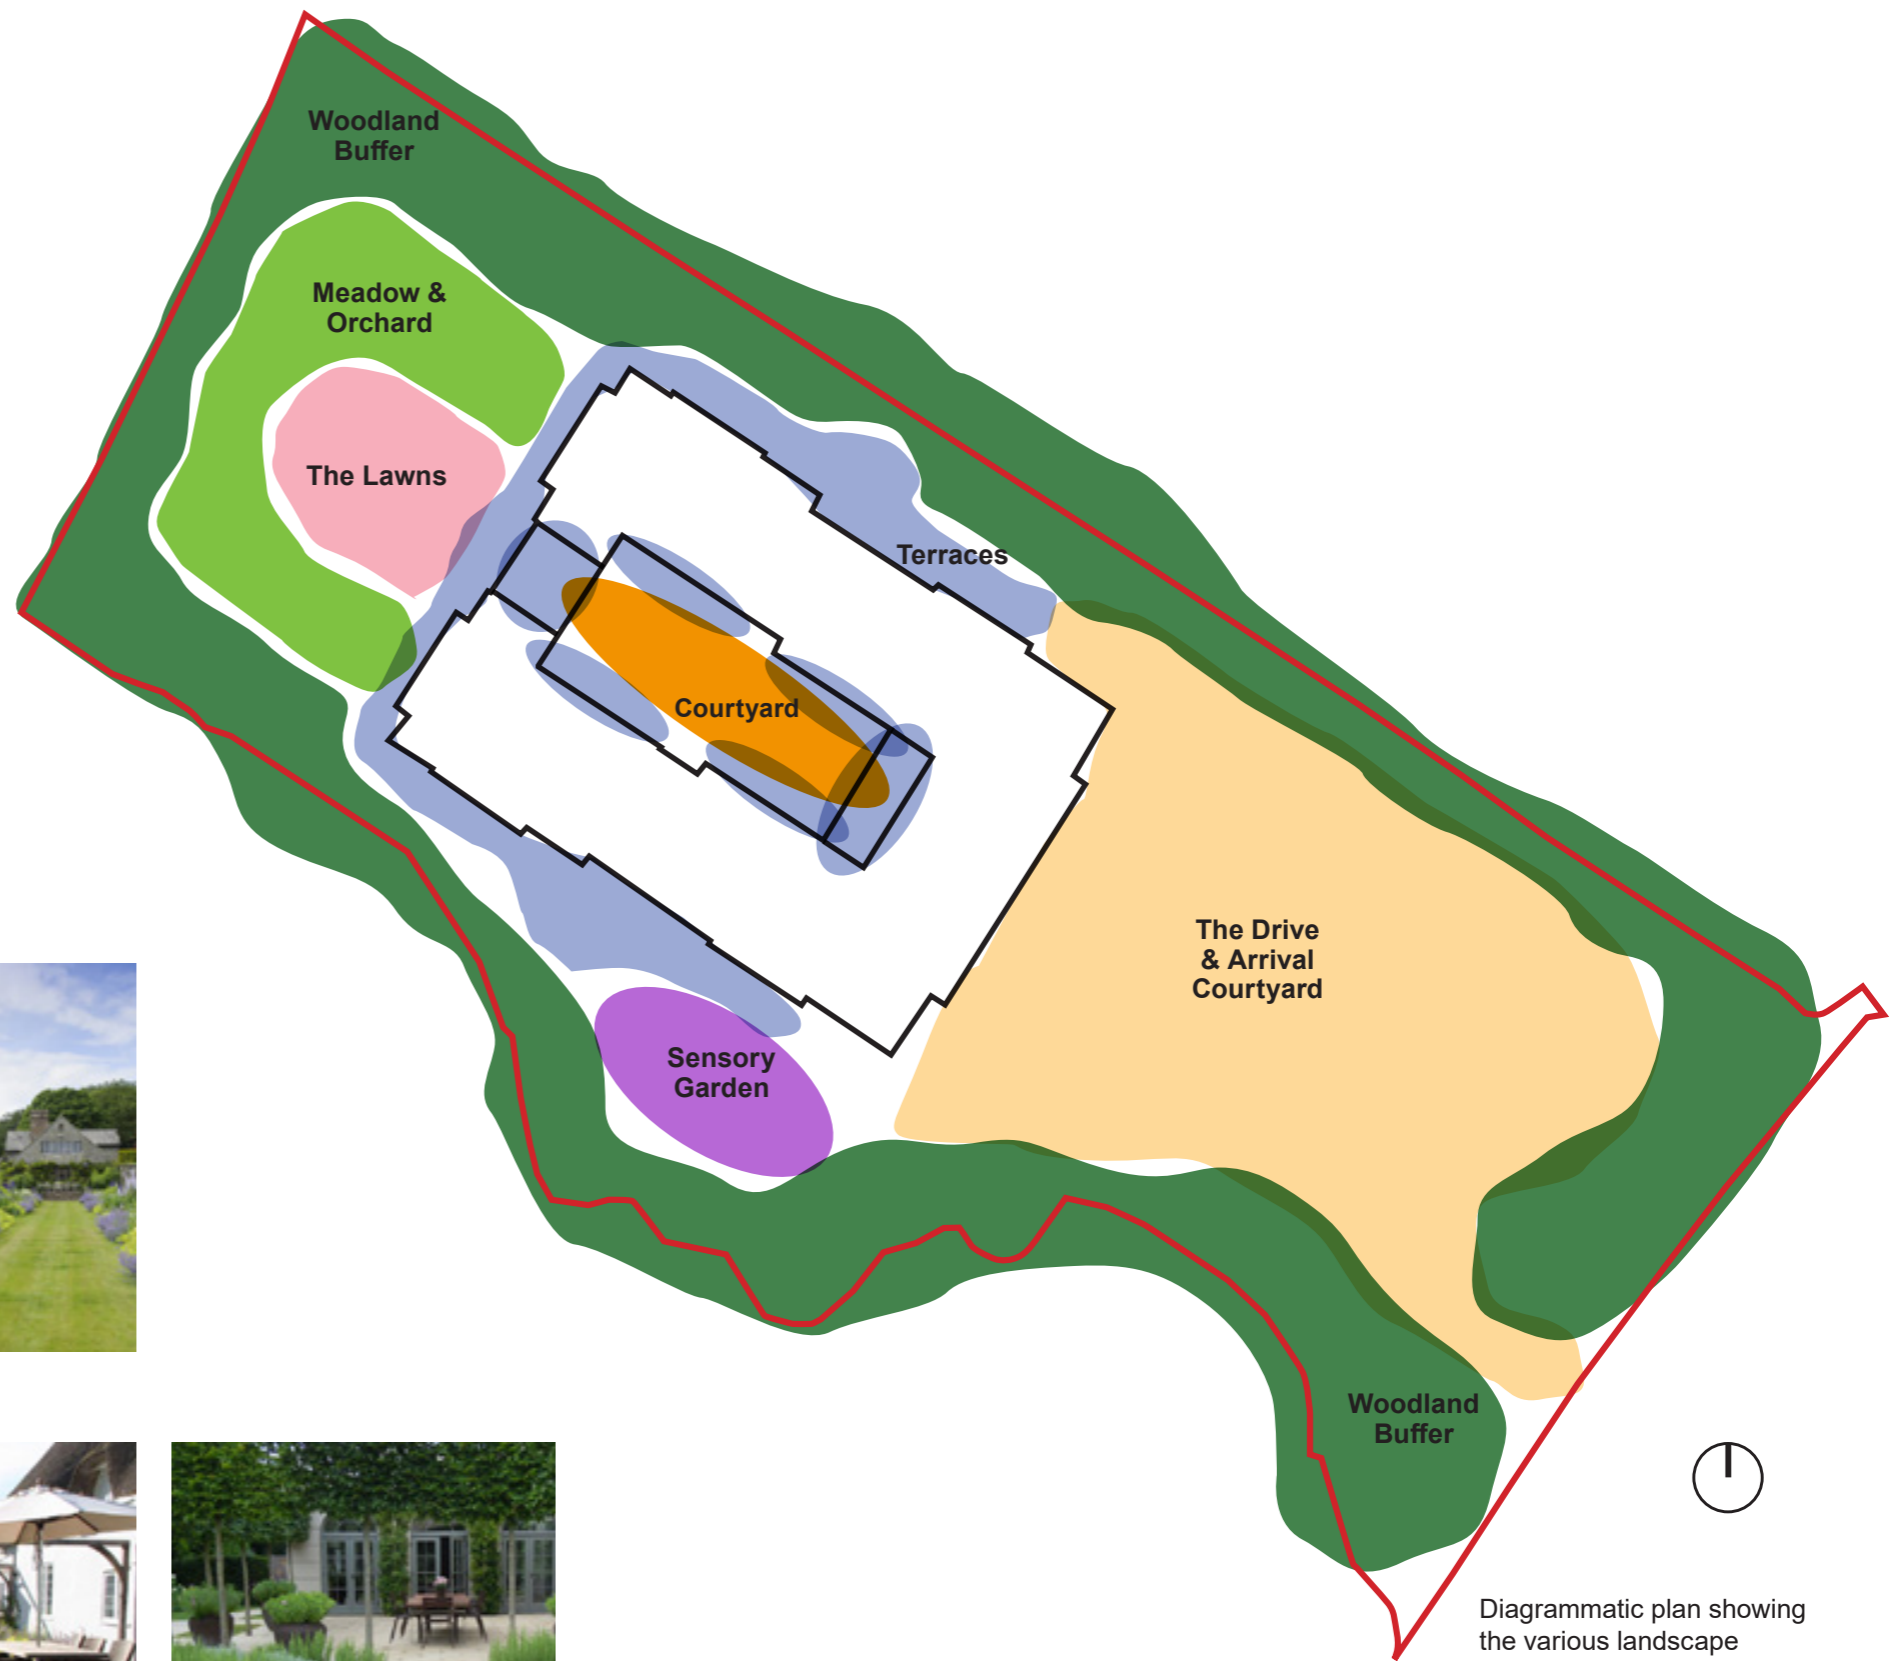 Woodland
Buffer
Meadow &
Orchard
The Lawns
Terraces
Courtyard
The Drive
& Arrival
Courtyard
Sensory
Garden
Woodland
Buffer
Diagrammatic plan showing
the various landscape